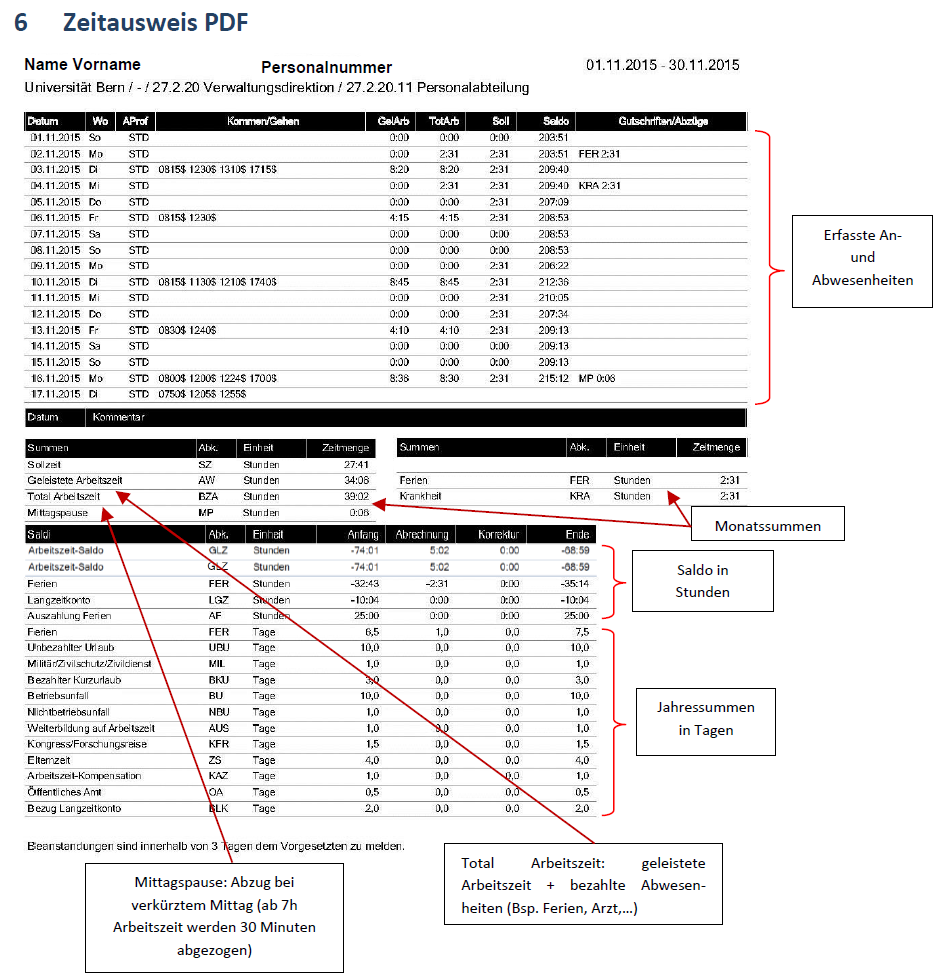 6 Zeitausweis PDF
Name Vorname Personalnummer 01.11.2015 - 30.11.2015
Universität Bern / - / 27.2.20 Verwaltungsdirektion / 27.2.20.11 Personalabteilung
Datum Wo AProf Kommen/Gehen GelArb TotArb Soll Saldo Gutschriften/Abzüge
01.11.2015 So STD 0:00 0:00 0:00 203:51
02.11.2015 Mo STD 0:00 2:31 2:31 203:51 FER 2:31
03.11.2015 Di STD 0815$ 1230$ 1310$ 1715$ 8:20 8:20 2:31 209:40
04.11.2015 Mi STD 0:00 2:31 2:31 209:40 KRA 2:31
05.11.2015 Do STD 0:00 0:00 2:31 207:09
06.11.2015 Fr STD 0815$ 1230$ 4:15 4:15 2:31 208:53
07.11.2015 Sa STD 0:00 0:00 0:00 208:53
08.11.2015 So STD 0:00 0:00 0:00 208:53
09.11.2015 Mo STD 0:00 0:00 2:31 206:22
10.11.2015 Di STD 0815$ 1130$ 1210$ 1740$ 8:45 8:45 2:31 212:36
11.11.2015 Mi STD 0:00 0:00 2:31 210:05
12.11.2015 Do STD 0:00 0:00 2:31 207:34
13.11.2015 Fr STD 0830$ 1240$ 4:10 4:10 2:31 209:13
14.11.2015 Sa STD 0:00 0:00 0:00 209:13
15.11.2015 So STD 0:00 0:00 0:00 209:13
16.11.2015 Mo STD 0800$ 1200$ 1224$ 1700$ 8:36 8:30 2:31 215:12 MP 0:06
17.11.2015 Di STD 0750$ 1205$ 1255$
Erfasste An-
und
Abwesenheiten
Datum Kommentar
Summen Abk. Einheit Zeitmenge
Sollzeit SZ Stunden 27:41
Geleistete Arbeitszeit AW Stunden 34:06
Total Arbeitszeit BZA Stunden 39:02
Mittagspause MP Stunden 0:06
Summen Abk. Einheit Zeitmenge
Ferien FER Stunden 2:31
Krankheit KRA Stunden 2:31
Monatssummen
Saldi Abk. Einheit Anfang Abrechnung Korrektur Ende
Arbeitszeit-Saldo GLZ Stunden -74:01 5:02 0:00 -68:59
Arbeitszeit-Saldo GLZ Stunden -74:01 5:02 0:00 -68:59
Ferien FER Stunden -32:43 -2:31 0:00 -35:14
Langzeitkonto LGZ Stunden -10:04 0:00 0:00 -10:04
Auszahlung Ferien AF Stunden 25:00 0:00 0:00 25:00
Ferien FER Tage 6,5 1,0 0,0 7,5
Unbezahlter Urlaub UBU Tage 10,0 0,0 0,0 10,0
Militär/Zivilschutz/Zivildienst MIL Tage 1,0 0,0 0,0 1,0
Bezahlter Kurzurlaub BKU Tage 3,0 0,0 0,0 3,0
Betriebsunfall BU Tage 10,0 0,0 0,0 10,0
Nichtbetriebsunfall NBU Tage 1,0 0,0 0,0 1,0
Weiterbildung auf Arbeitszeit AUS Tage 1,0 0,0 0,0 1,0
Kongress/Forschungsreise KFR Tage 1,5 0,0 0,0 1,5
Elternzeit ZS Tage 4,0 0,0 0,0 4,0
Arbeitszeit-Kompensation KAZ Tage 1,0 0,0 0,0 1,0
Öffentliches Amt OA Tage 0,5 0,0 0,0 0,5
Bezug Langzeitkonto BLK Tage 2,0 0,0 0,0 2,0
Saldo in
Stunden
Jahressummen
in Tagen
Beanstandungen sind innerhalb von 3 Tagen dem Vorgesetzten zu melden.
Mittagspause: Abzug bei
verkürztem Mittag (ab 7h
Arbeitszeit werden 30 Minuten
abgezogen)
Total Arbeitszeit: geleistete
Arbeitszeit + bezahlte Abwesen-
heiten (Bsp. Ferien, Arzt,...)